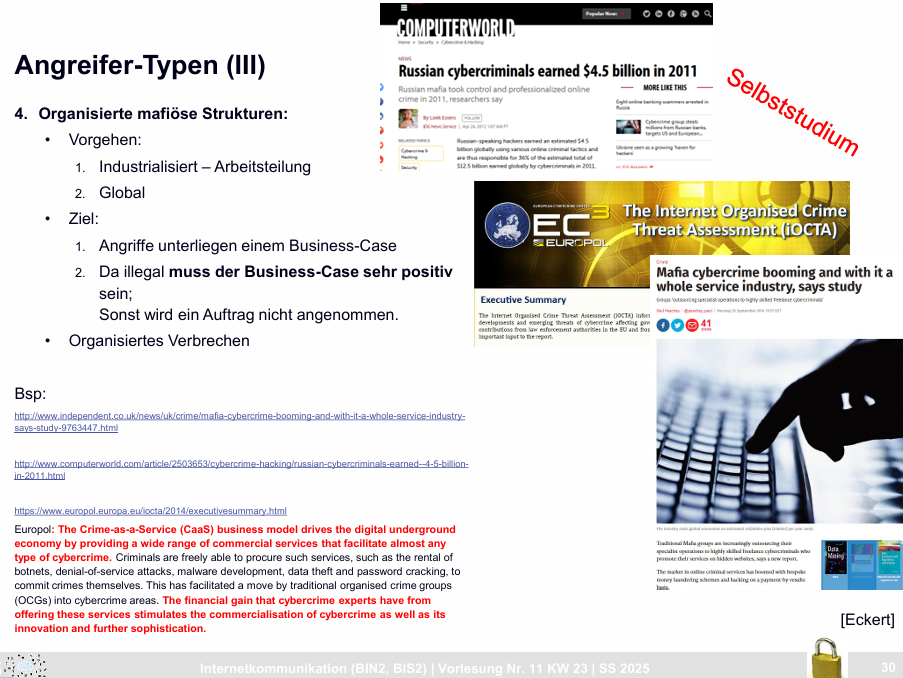 Angreifer-Typen (III)
4. Organisierte mafiöse Strukturen:
• Vorgehen:
1. Industrialisiert – Arbeitsteilung
2. Global
• Ziel:
1. Angriffe unterliegen einem Business-Case
2. Da illegal muss der Business-Case sehr positiv
sein;
Sonst wird ein Auftrag nicht angenommen.
• Organisiertes Verbrechen
Bsp:
http://www.independent.co.uk/news/uk/crime/mafia-cybercrime-booming-and-with-it-a-whole-service-industry-
says-study-9763447.html
http://www.computerworld.com/article/2503653/cybercrime-hacking/russian-cybercriminals-earned--4-5-billion-
in-2011.html
https://www.europol.europa.eu/iocta/2014/executivesummary.html
Europol: The Crime-as-a-Service (CaaS) business model drives the digital underground
economy by providing a wide range of commercial services that facilitate almost any
type of cybercrime. Criminals are freely able to procure such services, such as the rental of
botnets, denial-of-service attacks, malware development, data theft and password cracking, to
commit crimes themselves. This has facilitated a move by traditional organised crime groups
(OCGs) into cybercrime areas. The financial gain that cybercrime experts have from
offering these services stimulates the commercialisation of cybercrime as well as its
innovation and further sophistication.
COMPUTERWORLD
Popular Now:
Home > Security > Cybercrime & Hacking
NEWS
Russian cybercriminals earned $4.5 billion in 2011
Russian mafia took control and professionalized online
crime in 2011, researchers say
By Loek Essers FOLLOW
IDG News Service | Apr 24, 2012 1:07 AM PT
RELATED TOPICS
Cybercrime &
Hacking
Security
Russian-speaking hackers earned an estimated $4.5
billion globally using various online criminal tactics and
are thus responsible for 36% of the estimated total of
$12.5 billion earned globally by cybercriminals in 2011,
MORE LIKE THIS
Eight online banking scammers arrested in
Russia
Cybercrime group steals
millions from Russian banks,
targets US and European...
Ukraine seen as a growing 'haven for
hackers'
Selbststudium
EUROPEAN CYBERCRIME CENTRE
EC3
EUROPOL
The Internet Organised Crime
Threat Assessment (iOCTA)
Executive Summary
The Internet Organised Crime Threat Assessment (IOCTA) infor
developments and emerging threats of cybercrime affecting gov
contributions from law enforcement authorities in the EU and fro
important input to the report.
Crime
Mafia cybercrime booming and with it a
whole service industry, says study
Groups 'outsourcing specialist operations to highly skilled freelance cybercriminals'
41
Traditional Mafia groups are increasingly outsourcing their
specialist operations to highly skilled freelance cybercriminals who
promote their services on hidden websites, says a new report.
The market in online criminal services has boomed with bespoke
money laundering schemes and hacking on a payment-by-results
basis.
Data
Mining
[Eckert]
Internetkommunikation (BIN2, BIS2) | Vorlesung Nr. 11 KW 23 | SS 2025
30